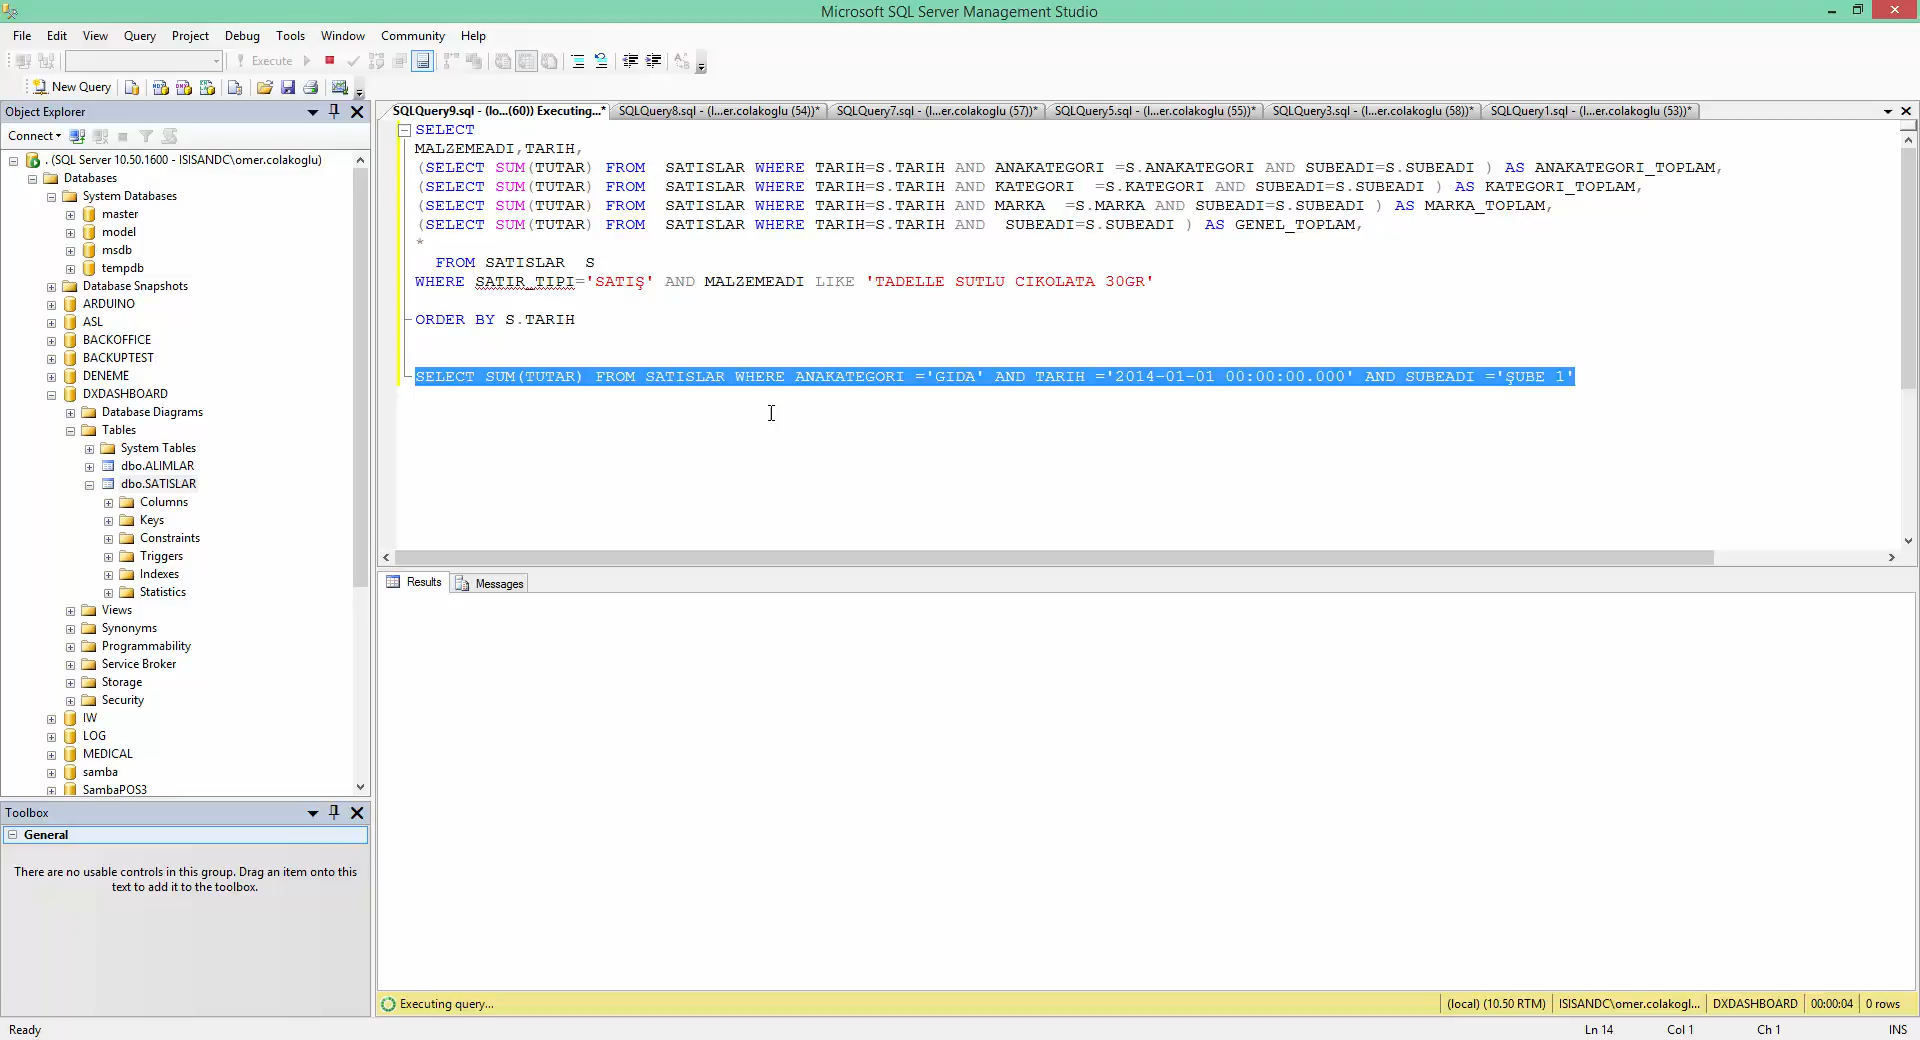 Microsoft SQL Server Management Studio
File Edit View Query Project Debug Tools Window Community Help
Execute
New Query
Object Explorer
Connect
. (SQL Server 10.50.1600 - ISISANDC\omer.colakoglu)
Databases
System Databases
master
model
msdb
tempdb
Database Snapshots
ARDUINO
ASL
BACKOFFICE
BACKUPTEST
DENEME
DXDASHBOARD
Database Diagrams
Tables
System Tables
dbo.ALIMLAR
dbo.SATISLAR
Columns
Keys
Constraints
Triggers
Indexes
Statistics
Views
Synonyms
Programmability
Service Broker
Storage
Security
IW
LOG
MEDICAL
samba
SambaPOS3
Toolbox
General
There are no usable controls in this group. Drag an item onto this
text to add it to the toolbox.
SQLQuery9.sql - (lo...(60)) Executing...* SQLQuery8.sql - (l...er.colakoglu (54))* SQLQuery7.sql - (l...er.colakoglu (57))* SQLQuery5.sql - (l...er.colakoglu (55))* SQLQuery3.sql - (l...er.colakoglu (58))* SQLQuery1.sql - (l...er.colakoglu (53))*
SELECT
MALZEMEADI,TARIH,
(SELECT SUM(TUTAR) FROM SATISLAR WHERE TARIH=S.TARIH AND ANAKATEGORI =S.ANAKATEGORI AND SUBEADI=S.SUBEADI ) AS ANAKATEGORI_TOPLAM,
(SELECT SUM(TUTAR) FROM SATISLAR WHERE TARIH=S.TARIH AND KATEGORI =S.KATEGORI AND SUBEADI=S.SUBEADI ) AS KATEGORI_TOPLAM,
(SELECT SUM(TUTAR) FROM SATISLAR WHERE TARIH=S.TARIH AND MARKA =S.MARKA AND SUBEADI=S.SUBEADI ) AS MARKA_TOPLAM,
(SELECT SUM(TUTAR) FROM SATISLAR WHERE TARIH=S.TARIH AND SUBEADI=S.SUBEADI ) AS GENEL_TOPLAM,
*
FROM SATISLAR S
WHERE SATIR_TIPI='SATIŞ' AND MALZEMEADI LIKE 'TADELLE SUTLU CIKOLATA 30GR'
ORDER BY S.TARIH
SELECT SUM(TUTAR) FROM SATISLAR WHERE ANAKATEGORI ='GIDA' AND TARIH ='2014-01-01 00:00:00.000' AND SUBEADI ='ŞUBE 1'
Results Messages
Executing query... (local) (10.50 RTM) ISISANDC\omer.colakogl... DXDASHBOARD 00:00:04 0 rows
Ready Ln 14 Col 1 Ch 1 INS